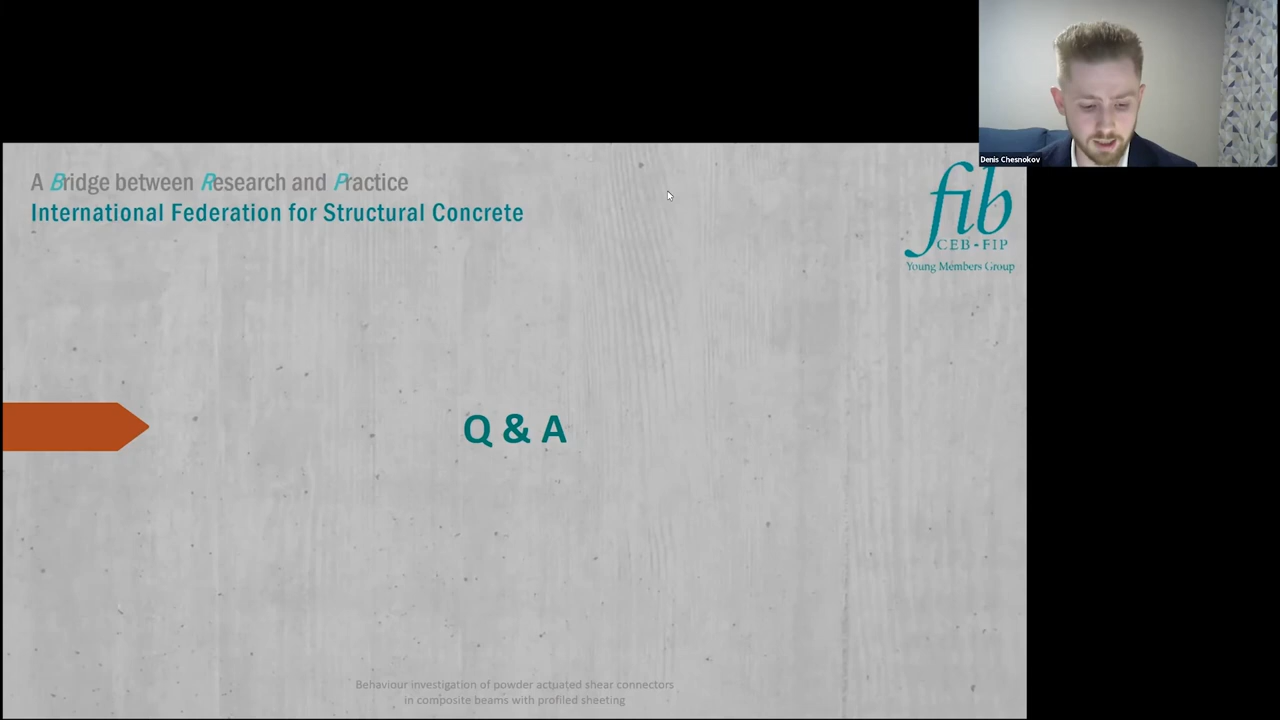 Denis Chesnokov
A Bridge between Research and Practice
International Federation for Structural Concrete
fib
CEB-FIP
Young Members Group
Q & A
Behaviour investigation of powder actuated shear connectors
in composite beams with profiled sheeting